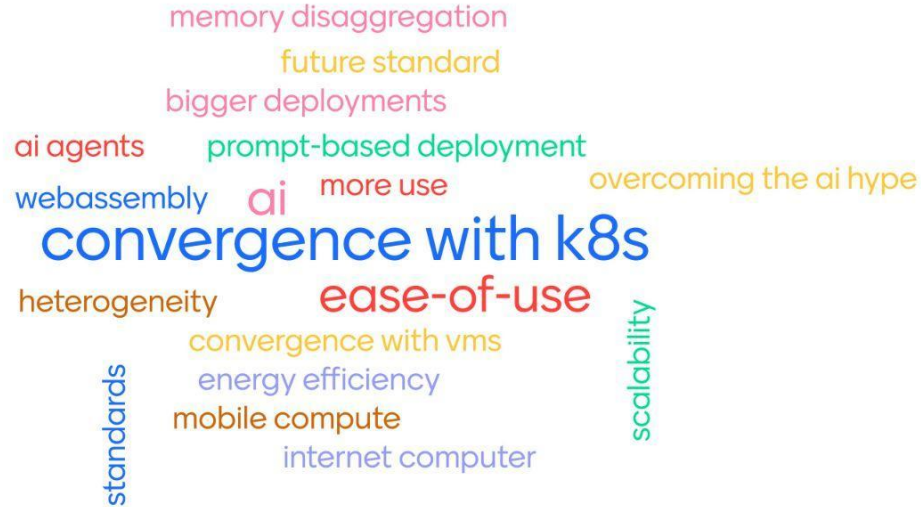 memory disaggregation
future standard
bigger deployments
ai agents
prompt-based deployment
overcoming the ai hype
webassembly
ai
more use
convergence with k8s
heterogeneity
ease-of-use
scalability
convergence with vms
energy efficiency
standards
mobile compute
internet computer